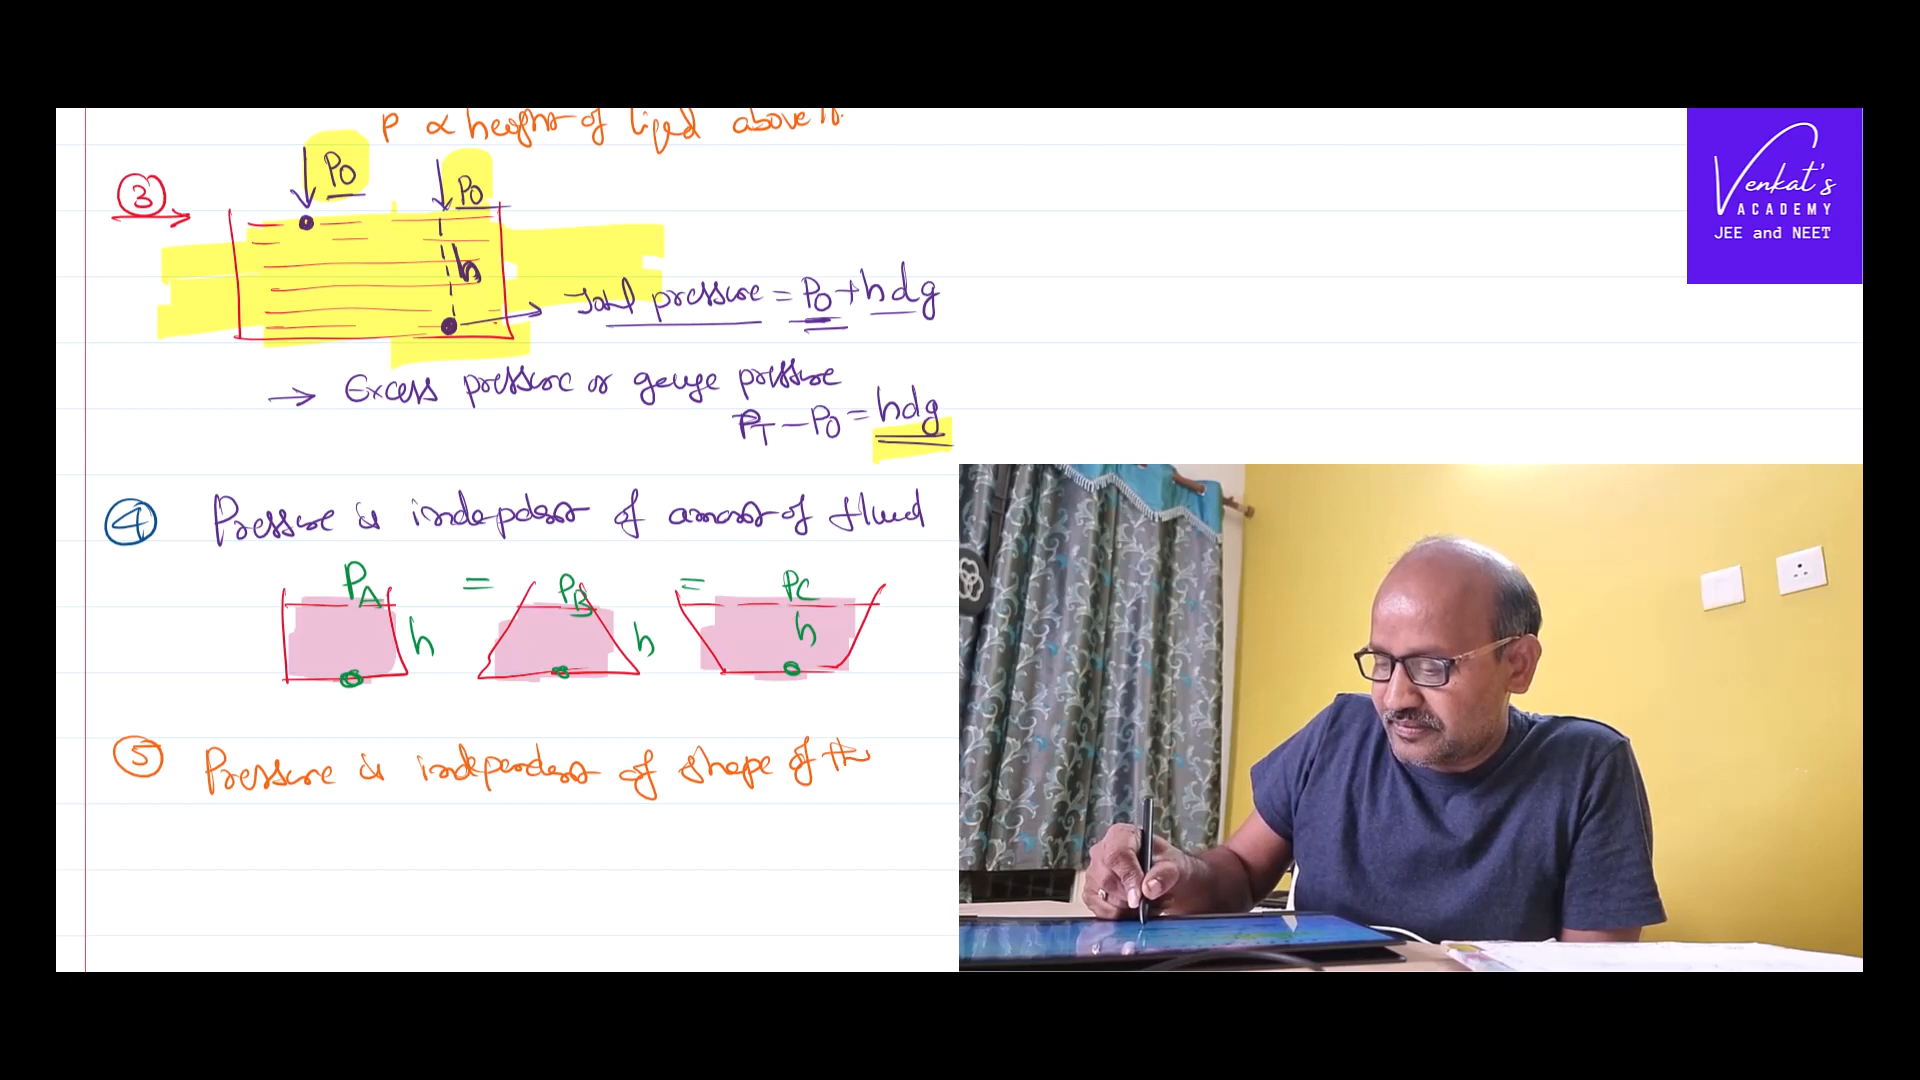 P ∝ height of liqd above it.
3
P0
P0
h
Total pressure = P0 + hdg
→ Excess pressure or gauge pressure
PT – P0 = hdg
4 Pressure is independent of amount of fluid
PA = PB = PC
h h h
5 Pressure is independent of shape of the
Venkat's
ACADEMY
JEE and NEET